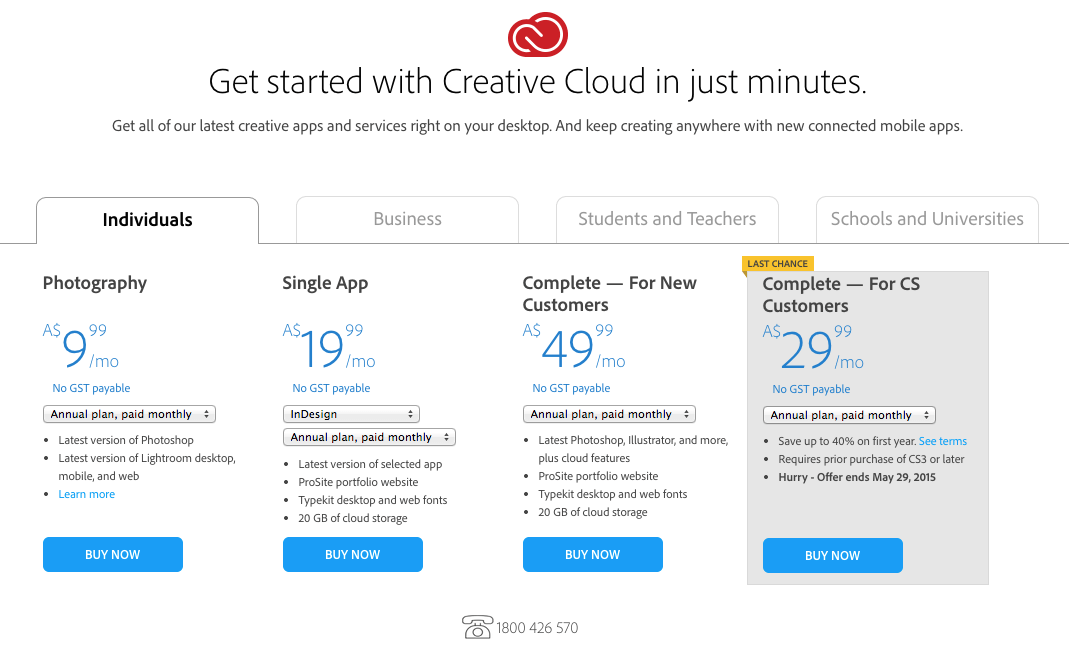 Get started with Creative Cloud in just minutes.
Get all of our latest creative apps and services right on your desktop. And keep creating anywhere with new connected mobile apps.
Individuals
Business
Students and Teachers
Schools and Universities
Photography
A$9.99/mo
No GST payable
Annual plan, paid monthly
• Latest version of Photoshop
• Latest version of Lightroom desktop,
mobile, and web
• Learn more
BUY NOW
Single App
A$19.99/mo
No GST payable
InDesign
Annual plan, paid monthly
• Latest version of selected app
• ProSite portfolio website
• Typekit desktop and web fonts
• 20 GB of cloud storage
BUY NOW
Complete — For New
Customers
A$49.99/mo
No GST payable
Annual plan, paid monthly
• Latest Photoshop, Illustrator, and more,
plus cloud features
• ProSite portfolio website
• Typekit desktop and web fonts
• 20 GB of cloud storage
BUY NOW
LAST CHANCE
Complete — For CS
Customers
A$29.99/mo
No GST payable
Annual plan, paid monthly
• Save up to 40% on first year. See terms
• Requires prior purchase of CS3 or later
• Hurry - Offer ends May 29, 2015
BUY NOW
1800 426 570